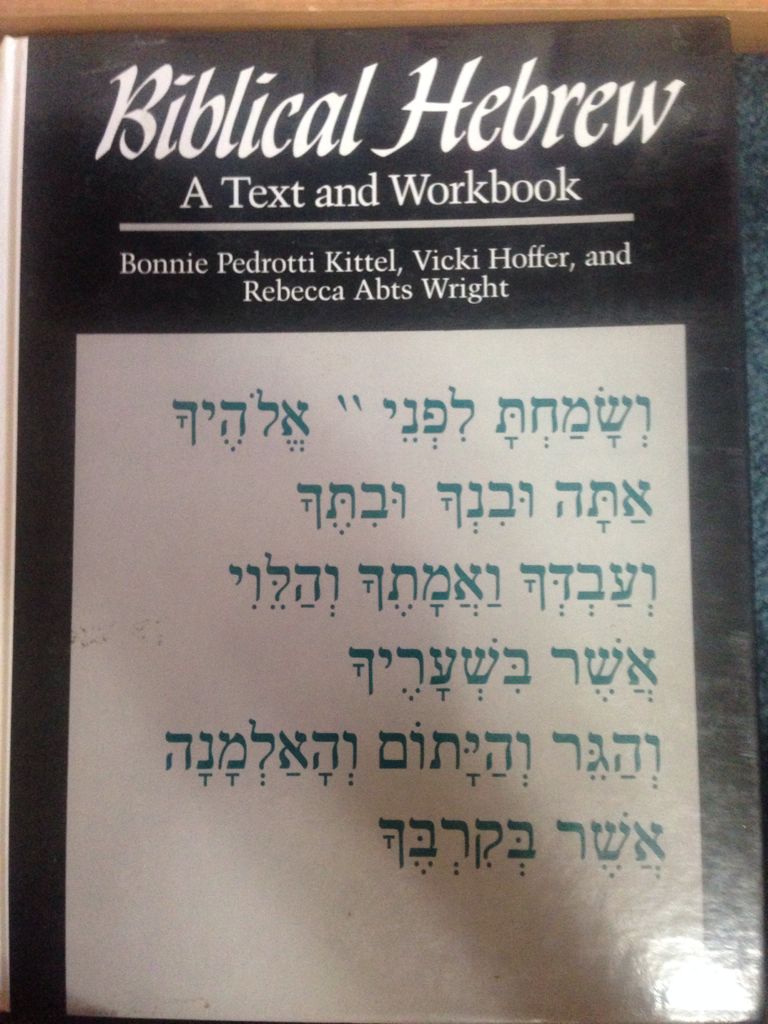 Biblical Hebrew
A Text and Workbook
Bonnie Pedrotti Kittel, Vicki Hoffer, and
Rebecca Abts Wright
וְשָׂמַחְתָּ לִפְנֵי ״ אֱלֹהֶיךָ
אַתָּה וּבִנְךָ וּבִתֶּךָ
וְעַבְדְּךָ וַאֲמָתֶךָ וְהַלֵּוִי
אֲשֶׁר בִּשְׁעָרֶיךָ
וְהַגֵּר וְהַיָּתוֹם וְהָאַלְמָנָה
אֲשֶׁר בְּקִרְבֶּךָ